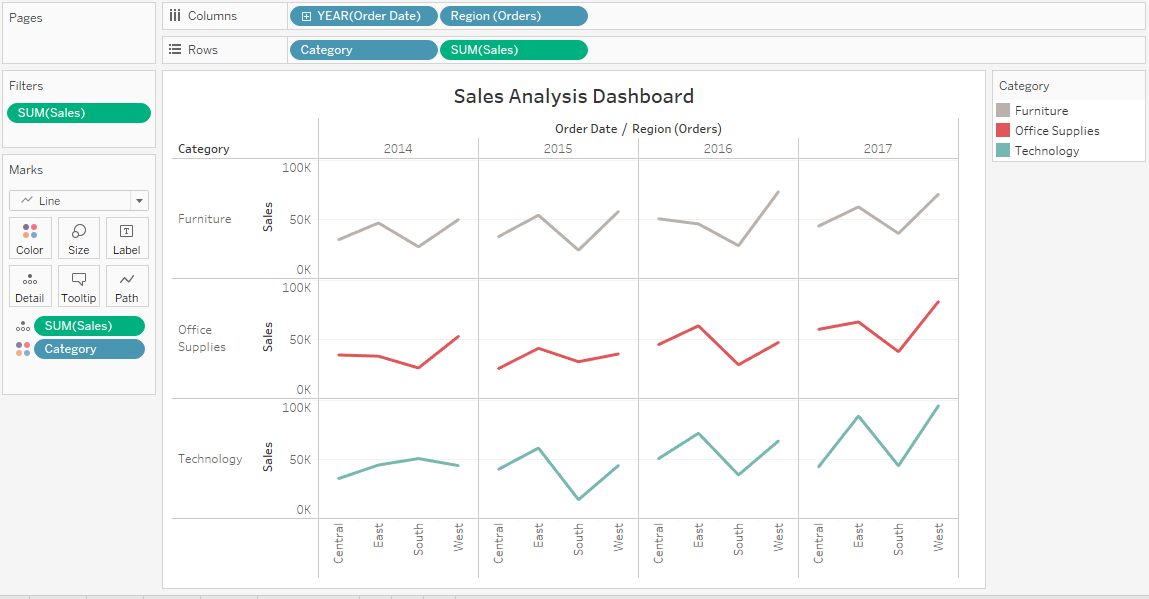 Pages
Columns
YEAR(Order Date)
Region (Orders)
Rows
Category
SUM(Sales)
Filters
SUM(Sales)
Marks
Line
Color
Size
Label
Detail
Tooltip
Path
SUM(Sales)
Category
Sales Analysis Dashboard
Order Date / Region (Orders)
Category
2014
2015
2016
2017
Furniture
Sales
100K
50K
0K
Office
Supplies
Sales
100K
50K
0K
Technology
Sales
100K
50K
0K
Central
East
South
West
Central
East
South
West
Central
East
South
West
Central
East
South
West
Category
Furniture
Office Supplies
Technology